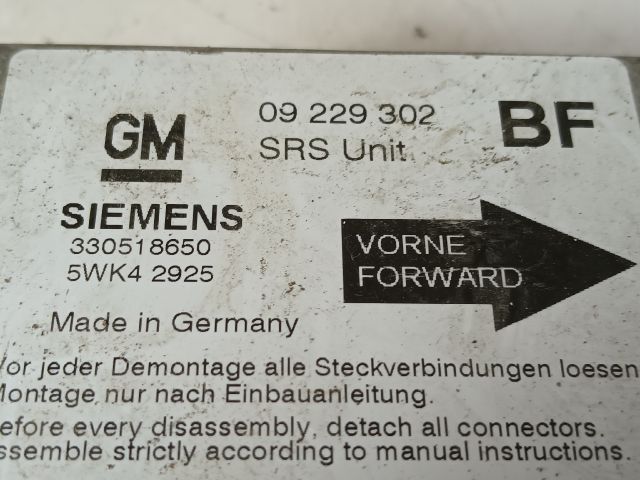 GM
09 229 302
SRS Unit
BF
SIEMENS
330518650
5WK4 2925
VORNE
FORWARD
Made in Germany
Vor jeder Demontage alle Steckverbindungen loesen
Montage nur nach Einbauanleitung.
efore every disassembly, detach all connectors.
ssemble strictly according to manual instructions.